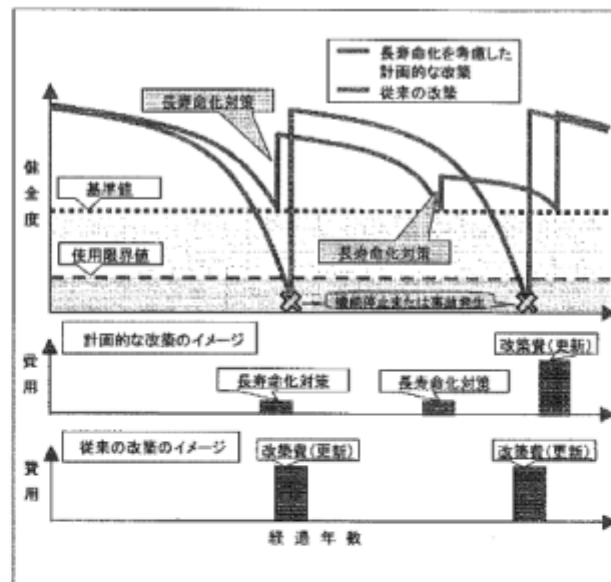 長寿命化を考慮した
計画的な改築
従来の改築
長寿命化対策
健全度
基準値
長寿命化対策
使用限界値
機能停止または事故発生
計画的な改築のイメージ
改築費(更新)
費用
長寿命化対策
長寿命化対策
従来の改築のイメージ
改築費(更新)
改築費(更新)
費用
経過年数